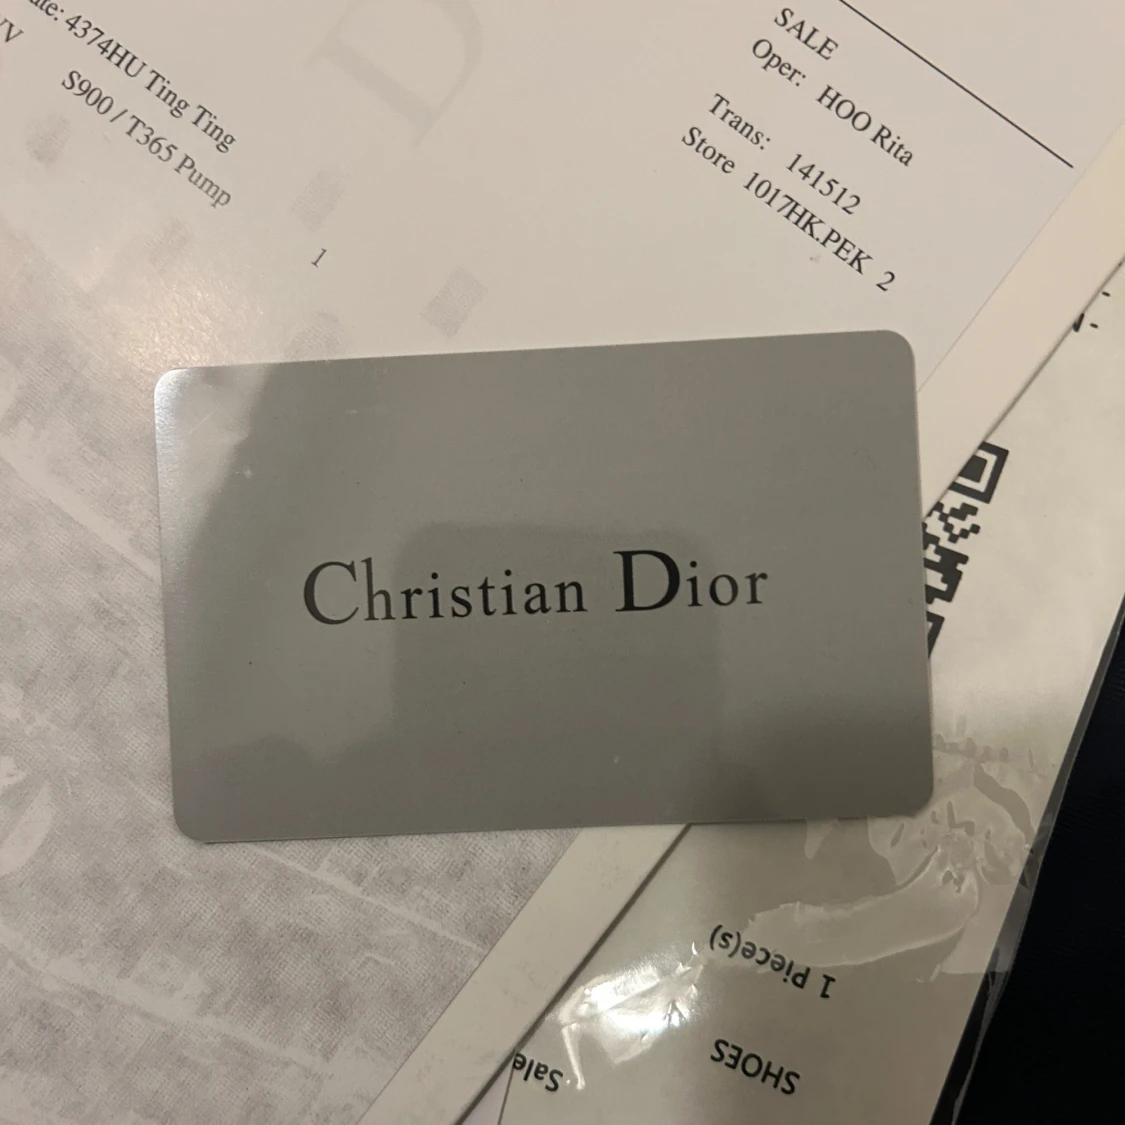 4374HU Ting Ting
S900 / T365 Pump
1
D
SALE
Oper: HOO Rita
Trans: 141512
Store 1017HK.PEK 2
Christian Dior
1 Piece(s)
SHOES
Sale